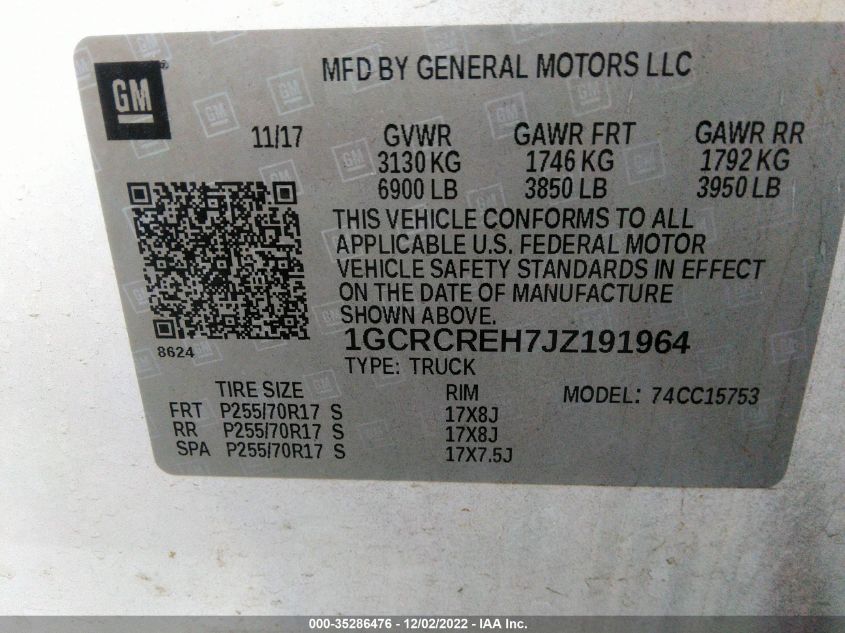 GM
MFD BY GENERAL MOTORS LLC
11/17 GVWR GAWR FRT GAWR RR
3130 KG 1746 KG 1792 KG
6900 LB 3850 LB 3950 LB
THIS VEHICLE CONFORMS TO ALL
APPLICABLE U.S. FEDERAL MOTOR
VEHICLE SAFETY STANDARDS IN EFFECT
ON THE DATE OF MANUFACTURE
SHOWN ABOVE.
8624
1GCRCREH7JZ191964
TYPE: TRUCK
TIRE SIZE RIM MODEL: 74CC15753
FRT P255/70R17 S 17X8J
RR P255/70R17 S 17X8J
SPA P255/70R17 S 17X7.5J
000-35286476 - 12/02/2022 - IAA Inc.